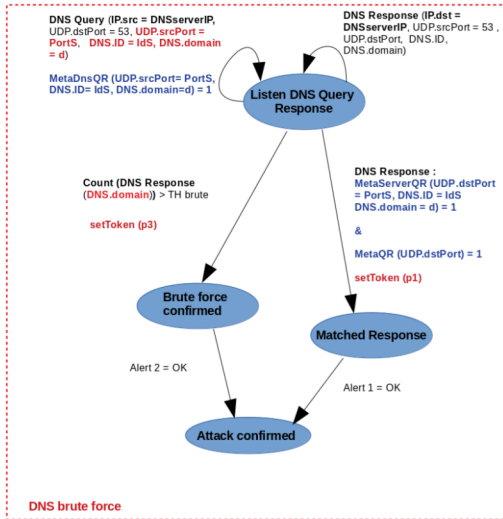 DNS Query (IP.src = DNSserverIP,
UDP.dstPort = 53, UDP.srcPort =
PortS, DNS.ID = IdS, DNS.domain
= d)
MetaDnsQR (UDP.srcPort= PortS,
DNS.ID= IdS, DNS.domain=d) = 1
DNS Response (IP.dst =
DNSserverIP, UDP.srcPort = 53 ,
UDP.dstPort, DNS.ID,
DNS.domain)
Listen DNS Query
Response
Count (DNS Response
(DNS.domain)) > TH brute
setToken (p3)
DNS Response :
MetaServerQR (UDP.dstPort
= PortS, DNS.ID = IdS
DNS.domain = d) = 1
&
MetaQR (UDP.dstPort) = 1
setToken (p1)
Brute force
confirmed
Matched Response
Alert 2 = OK
Alert 1 = OK
Attack confirmed
DNS brute force